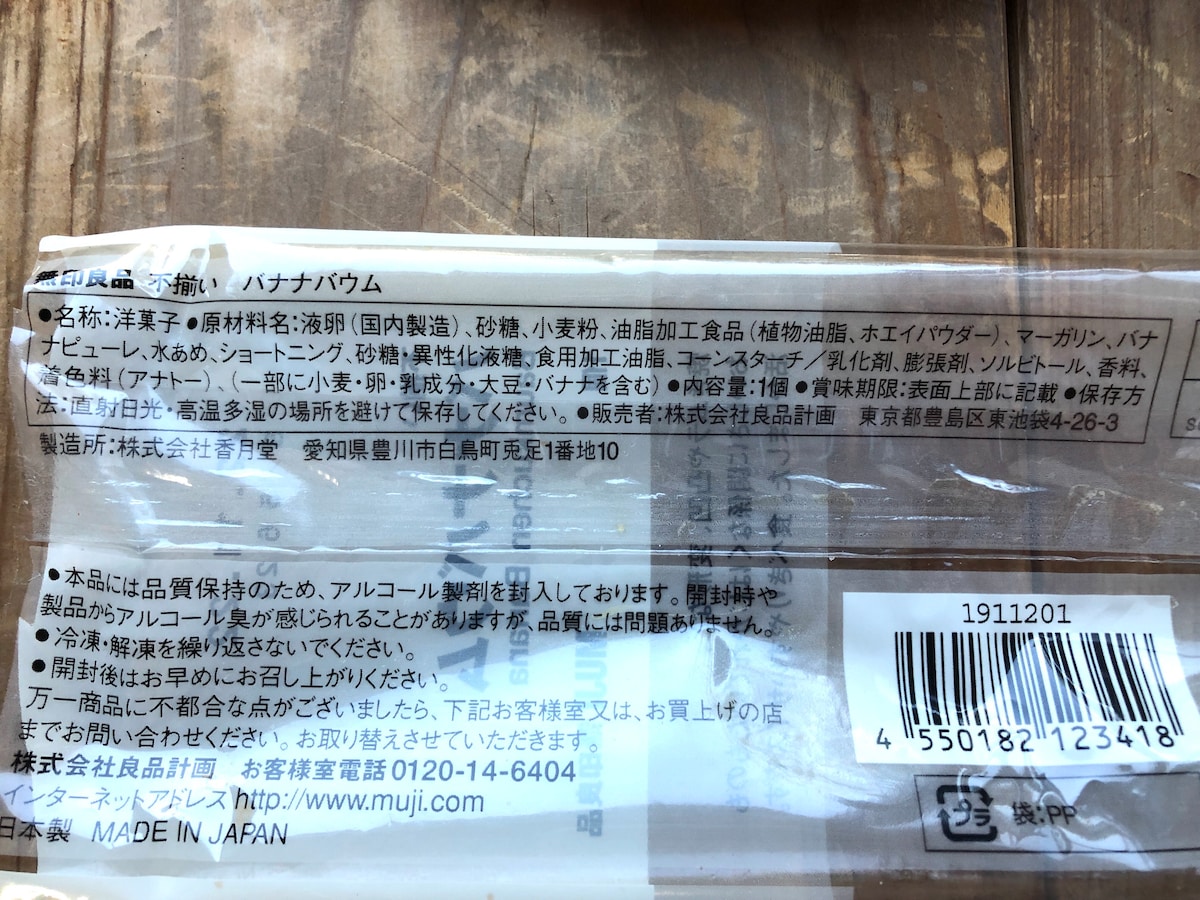 無印良品 不揃い バナナバウム
●名称:洋菓子 ●原材料名:液卵(国内製造)、砂糖、小麦粉、油脂加工食品(植物油脂、ホエイパウダー)、マーガリン、バナ
ナピューレ、水あめ、ショートニング、砂糖・異性化液糖、食用加工油脂、コーンスターチ/乳化剤、膨張剤、ソルビトール、香料、
着色料(アナトー)、(一部に小麦・卵・乳成分・大豆・バナナを含む) ●内容量:1個 ●賞味期限:表面上部に記載 ●保存方
法:直射日光・高温多湿の場所を避けて保存してください。 ●販売者:株式会社良品計画 東京都豊島区東池袋4-26-3
製造所:株式会社香月堂 愛知県豊川市白鳥町兎足1番地10
●本品には品質保持のため、アルコール製剤を封入しております。開封時や
製品からアルコール臭が感じられることがありますが、品質には問題ありません。
●冷凍・解凍を繰り返さないでください。
●開封後はお早めにお召し上がりください。
万一商品に不都合な点がございましたら、下記お客様室又は、お買上げの店
までお問い合わせください。お取り替えさせていただきます。
株式会社良品計画 お客様室電話 0120-14-6404
インターネットアドレス http://www.muji.com
日本製 MADE IN JAPAN
1911201
4 550182 123418
プラ 袋:PP